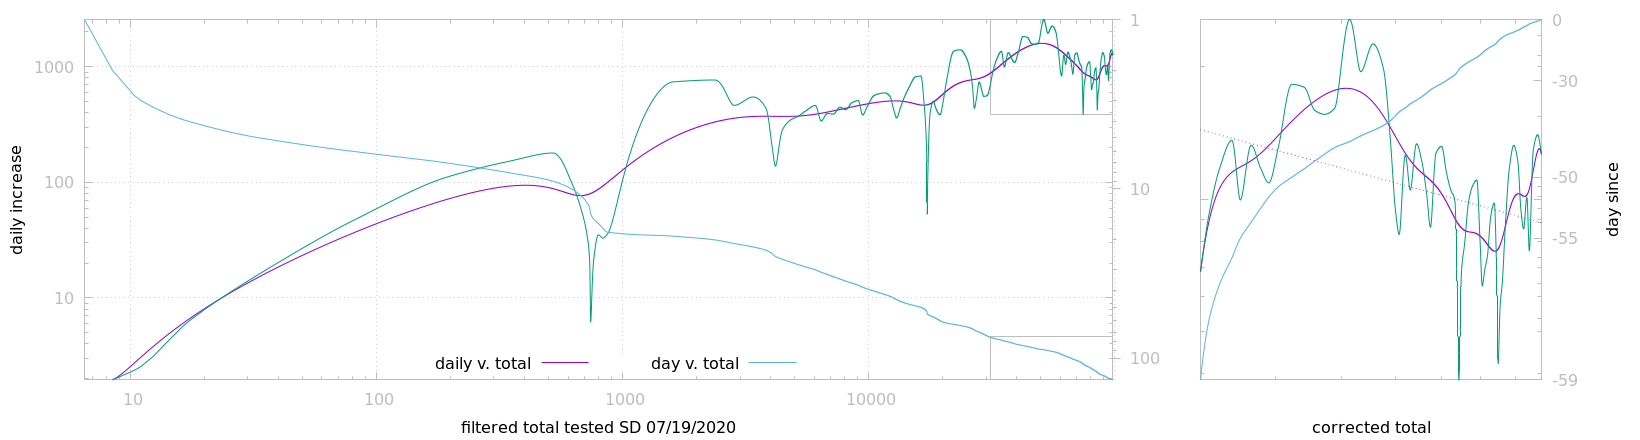 1000
100
10
daily increase
10
100
1000
10000
filtered total tested SD 07/19/2020
daily v. total
day v. total
1
10
100
0
-30
-50
-55
-59
day since
corrected total